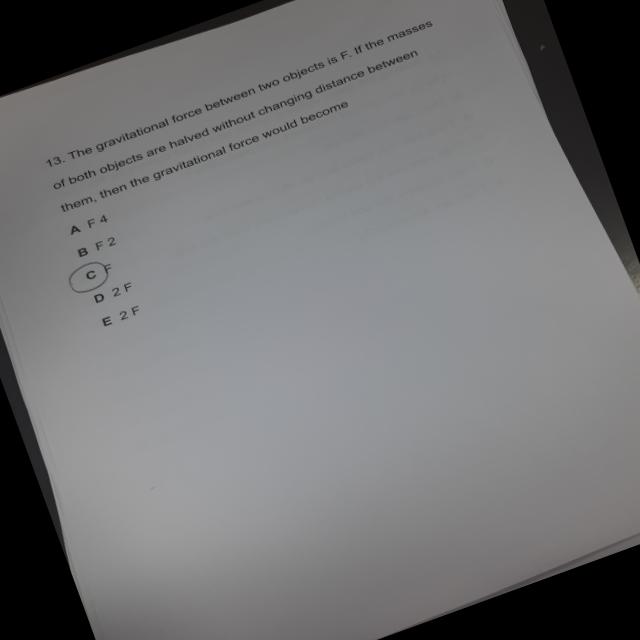 13. The gravitational force between two objects is F. If the masses
of both objects are halved without changing distance between
them, then the gravitational force would become
A F 4
B F 2
C F
D 2 F
E 2 F